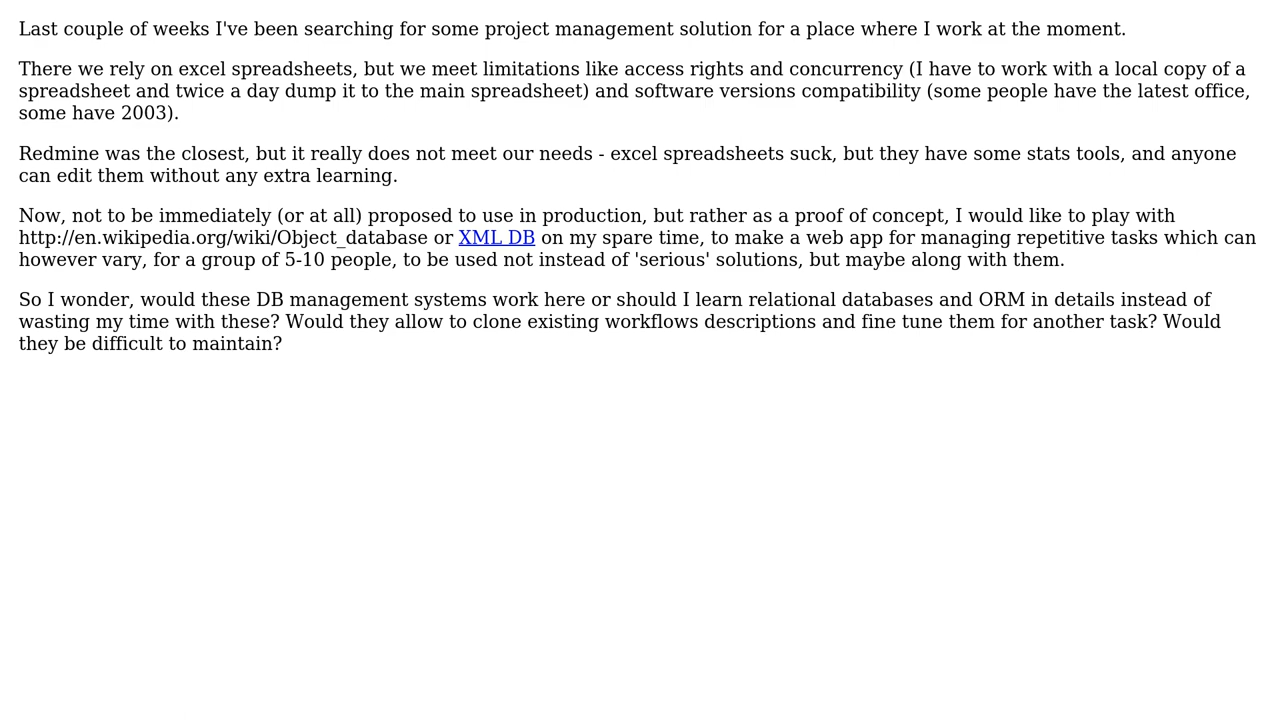 Last couple of weeks I've been searching for some project management solution for a place where I work at the moment.
There we rely on excel spreadsheets, but we meet limitations like access rights and concurrency (I have to work with a local copy of a
spreadsheet and twice a day dump it to the main spreadsheet) and software versions compatibility (some people have the latest office,
some have 2003).
Redmine was the closest, but it really does not meet our needs - excel spreadsheets suck, but they have some stats tools, and anyone
can edit them without any extra learning.
Now, not to be immediately (or at all) proposed to use in production, but rather as a proof of concept, I would like to play with
http://en.wikipedia.org/wiki/Object_database or XML DB on my spare time, to make a web app for managing repetitive tasks which can
however vary, for a group of 5-10 people, to be used not instead of 'serious' solutions, but maybe along with them.
So I wonder, would these DB management systems work here or should I learn relational databases and ORM in details instead of
wasting my time with these? Would they allow to clone existing workflows descriptions and fine tune them for another task? Would
they be difficult to maintain?